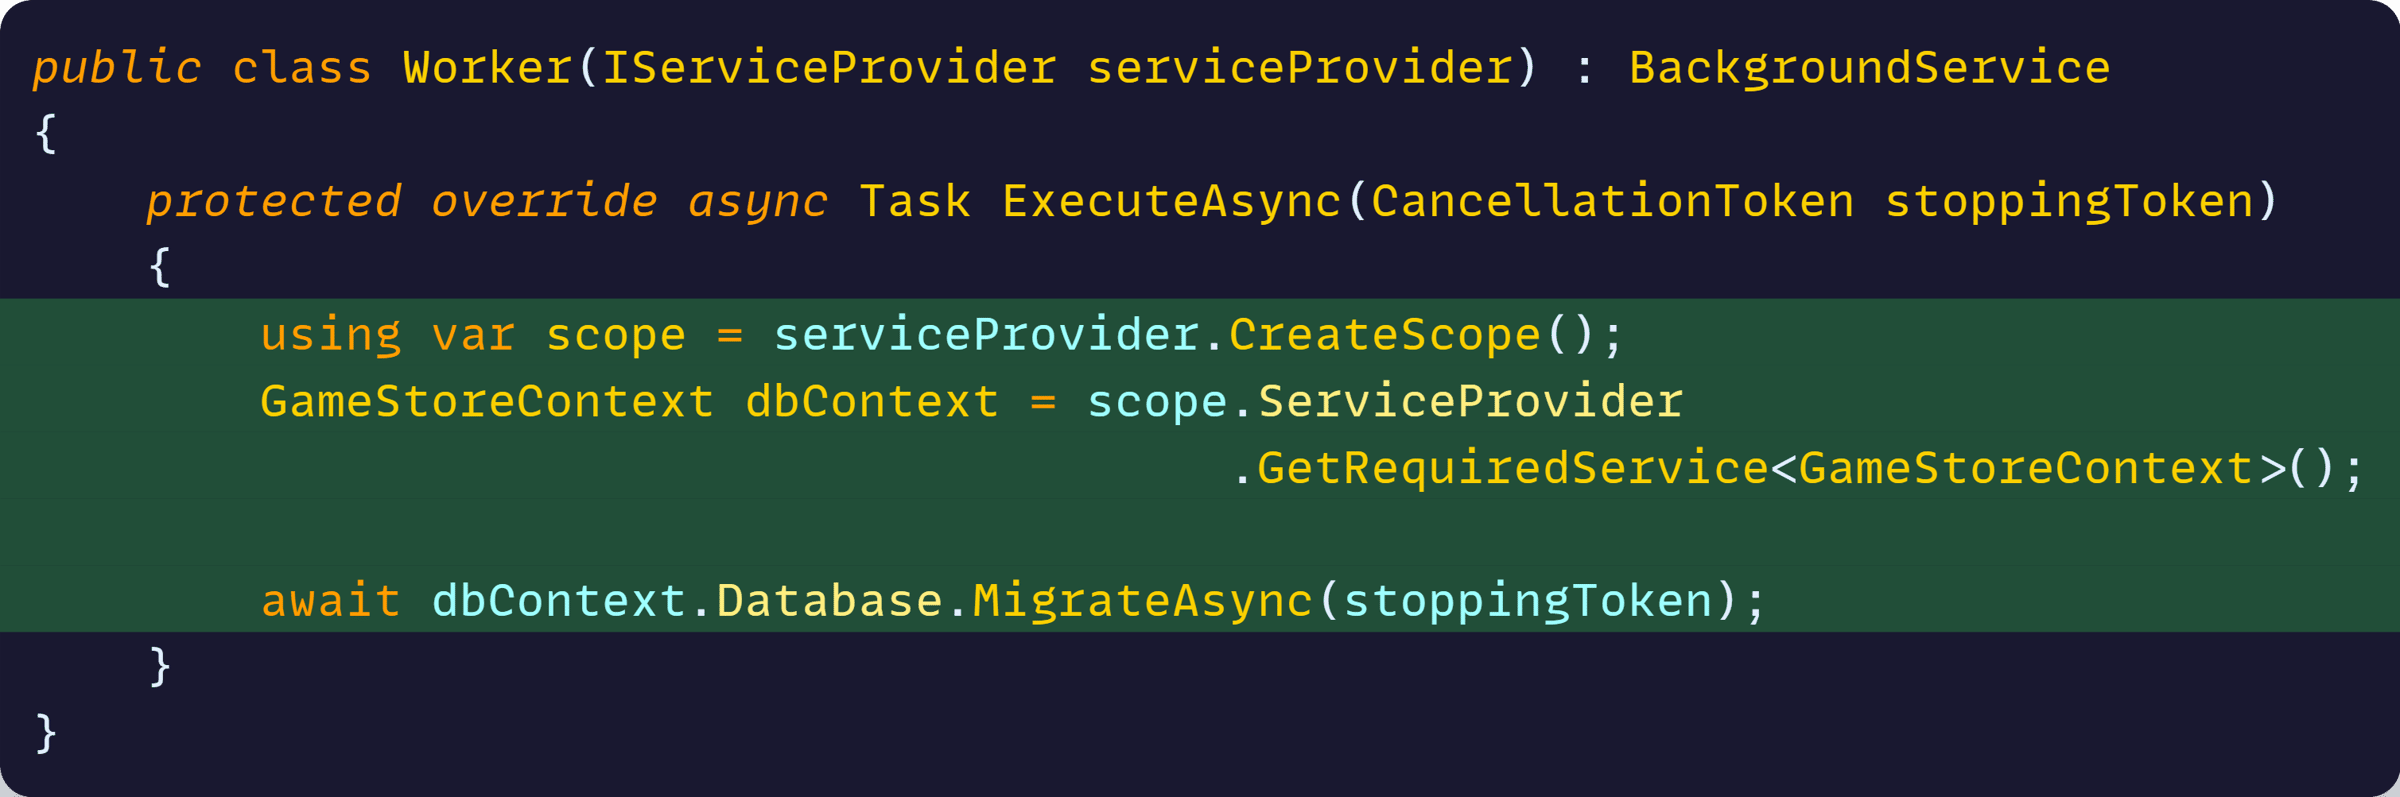 public class Worker(IServiceProvider serviceProvider) : BackgroundService
{
    protected override async Task ExecuteAsync(CancellationToken stoppingToken)
    {
        using var scope = serviceProvider.CreateScope();
        GameStoreContext dbContext = scope.ServiceProvider
                                          .GetRequiredService<GameStoreContext>();

        await dbContext.Database.MigrateAsync(stoppingToken);
    }
}